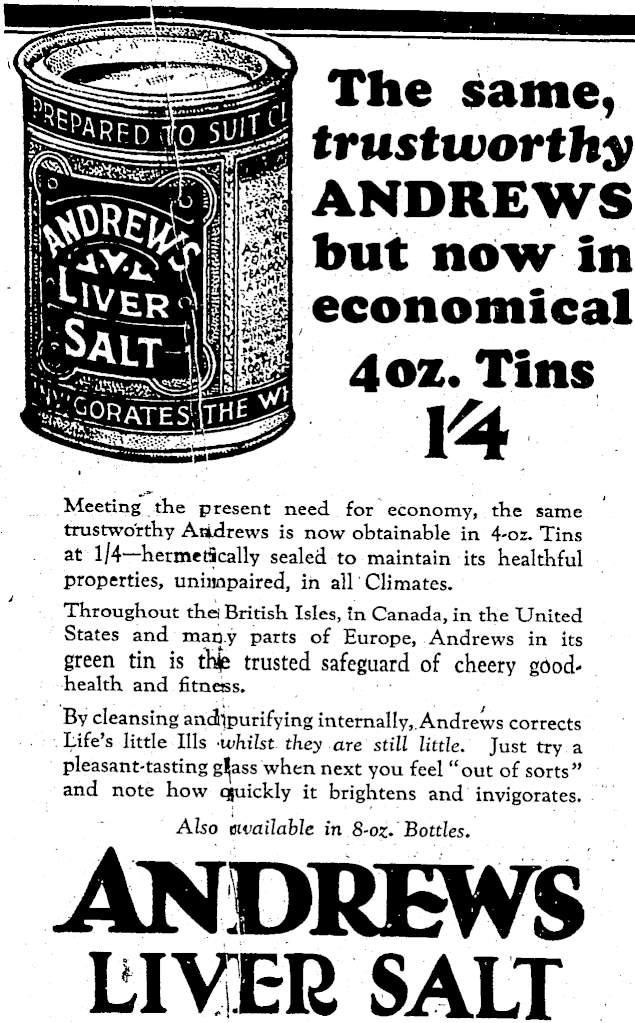 PREPARED TO SUIT
ANDREWS
LIVER
SALT
INVIGORATES THE
The same,
trustworthy
ANDREWS
but now in
economical
4oz. Tins
1/4
Meeting the present need for economy, the same
trustworthy Andrews is now obtainable in 4-oz. Tins
at 1/4—hermetically sealed to maintain its healthful
properties, unimpaired, in all Climates.
Throughout the British Isles, in Canada, in the United
States and many parts of Europe, Andrews in its
green tin is the trusted safeguard of cheery good-
health and fitness.
By cleansing and purifying internally, Andrews corrects
Life's little Ills whilst they are still little. Just try a
pleasant-tasting glass when next you feel "out of sorts"
and note how quickly it brightens and invigorates.
Also available in 8-oz. Bottles.
ANDREWS
LIVER SALT